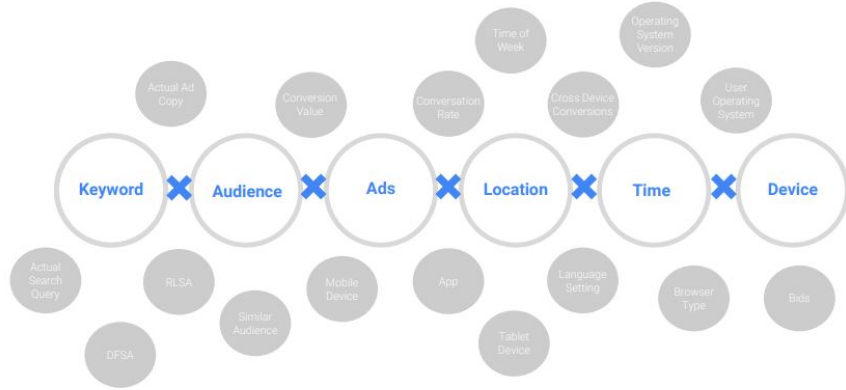 Operating
System
Version
Time of
Week
Actual Ad
Copy
Conversion
Value
Conversation
Rate
Cross Device
Conversions
User
Operating
System
Keyword
Audience
Ads
Location
Time
Device
Actual
Search
Query
RLSA
Mobile
Device
App
Language
Setting
Browser
Type
Bids
Similar
Audience
DFSA
Tablet
Device